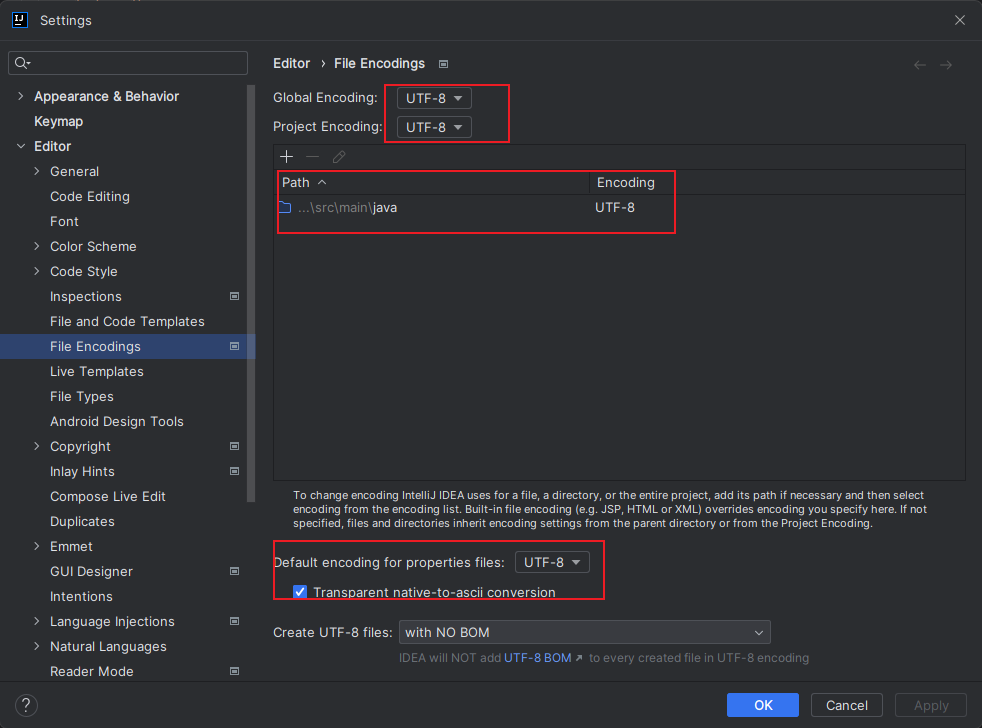 Settings
Appearance & Behavior
Keymap
Editor
General
Code Editing
Font
Color Scheme
Code Style
Inspections
File and Code Templates
File Encodings
Live Templates
File Types
Android Design Tools
Copyright
Inlay Hints
Compose Live Edit
Duplicates
Emmet
GUI Designer
Intentions
Language Injections
Natural Languages
Reader Mode
Editor › File Encodings
Global Encoding: UTF-8
Project Encoding: UTF-8
Path Encoding
...\src\main\java UTF-8
To change encoding IntelliJ IDEA uses for a file, a directory, or the entire project, add its path if necessary and then select
encoding from the encoding list. Built-in file encoding (e.g. JSP, HTML or XML) overrides encoding you specify here. If not
specified, files and directories inherit encoding settings from the parent directory or from the Project Encoding.
Default encoding for properties files: UTF-8
Transparent native-to-ascii conversion
Create UTF-8 files: with NO BOM
IDEA will NOT add UTF-8 BOM ↗ to every created file in UTF-8 encoding
? OK Cancel Apply